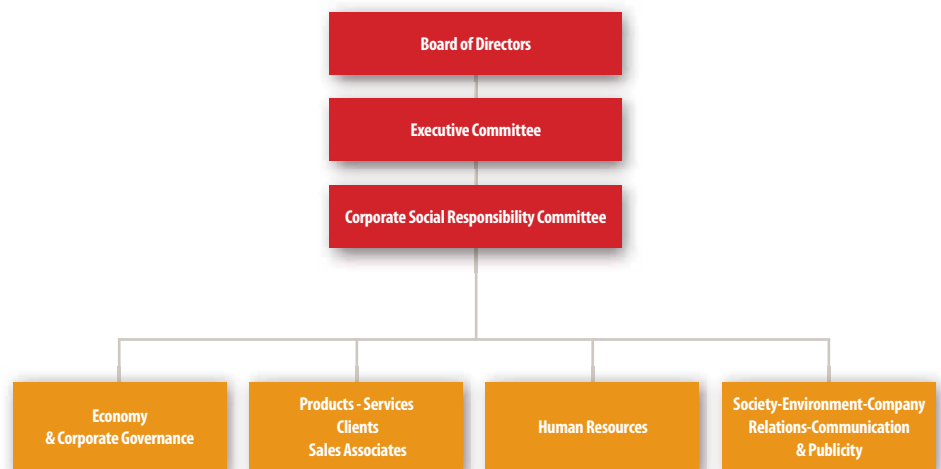 Board of Directors
Executive Committee
Corporate Social Responsibility Committee
Economy
& Corporate Governance
Products - Services
Clients
Sales Associates
Human Resources
Society-Environment-Company
Relations-Communication
& Publicity